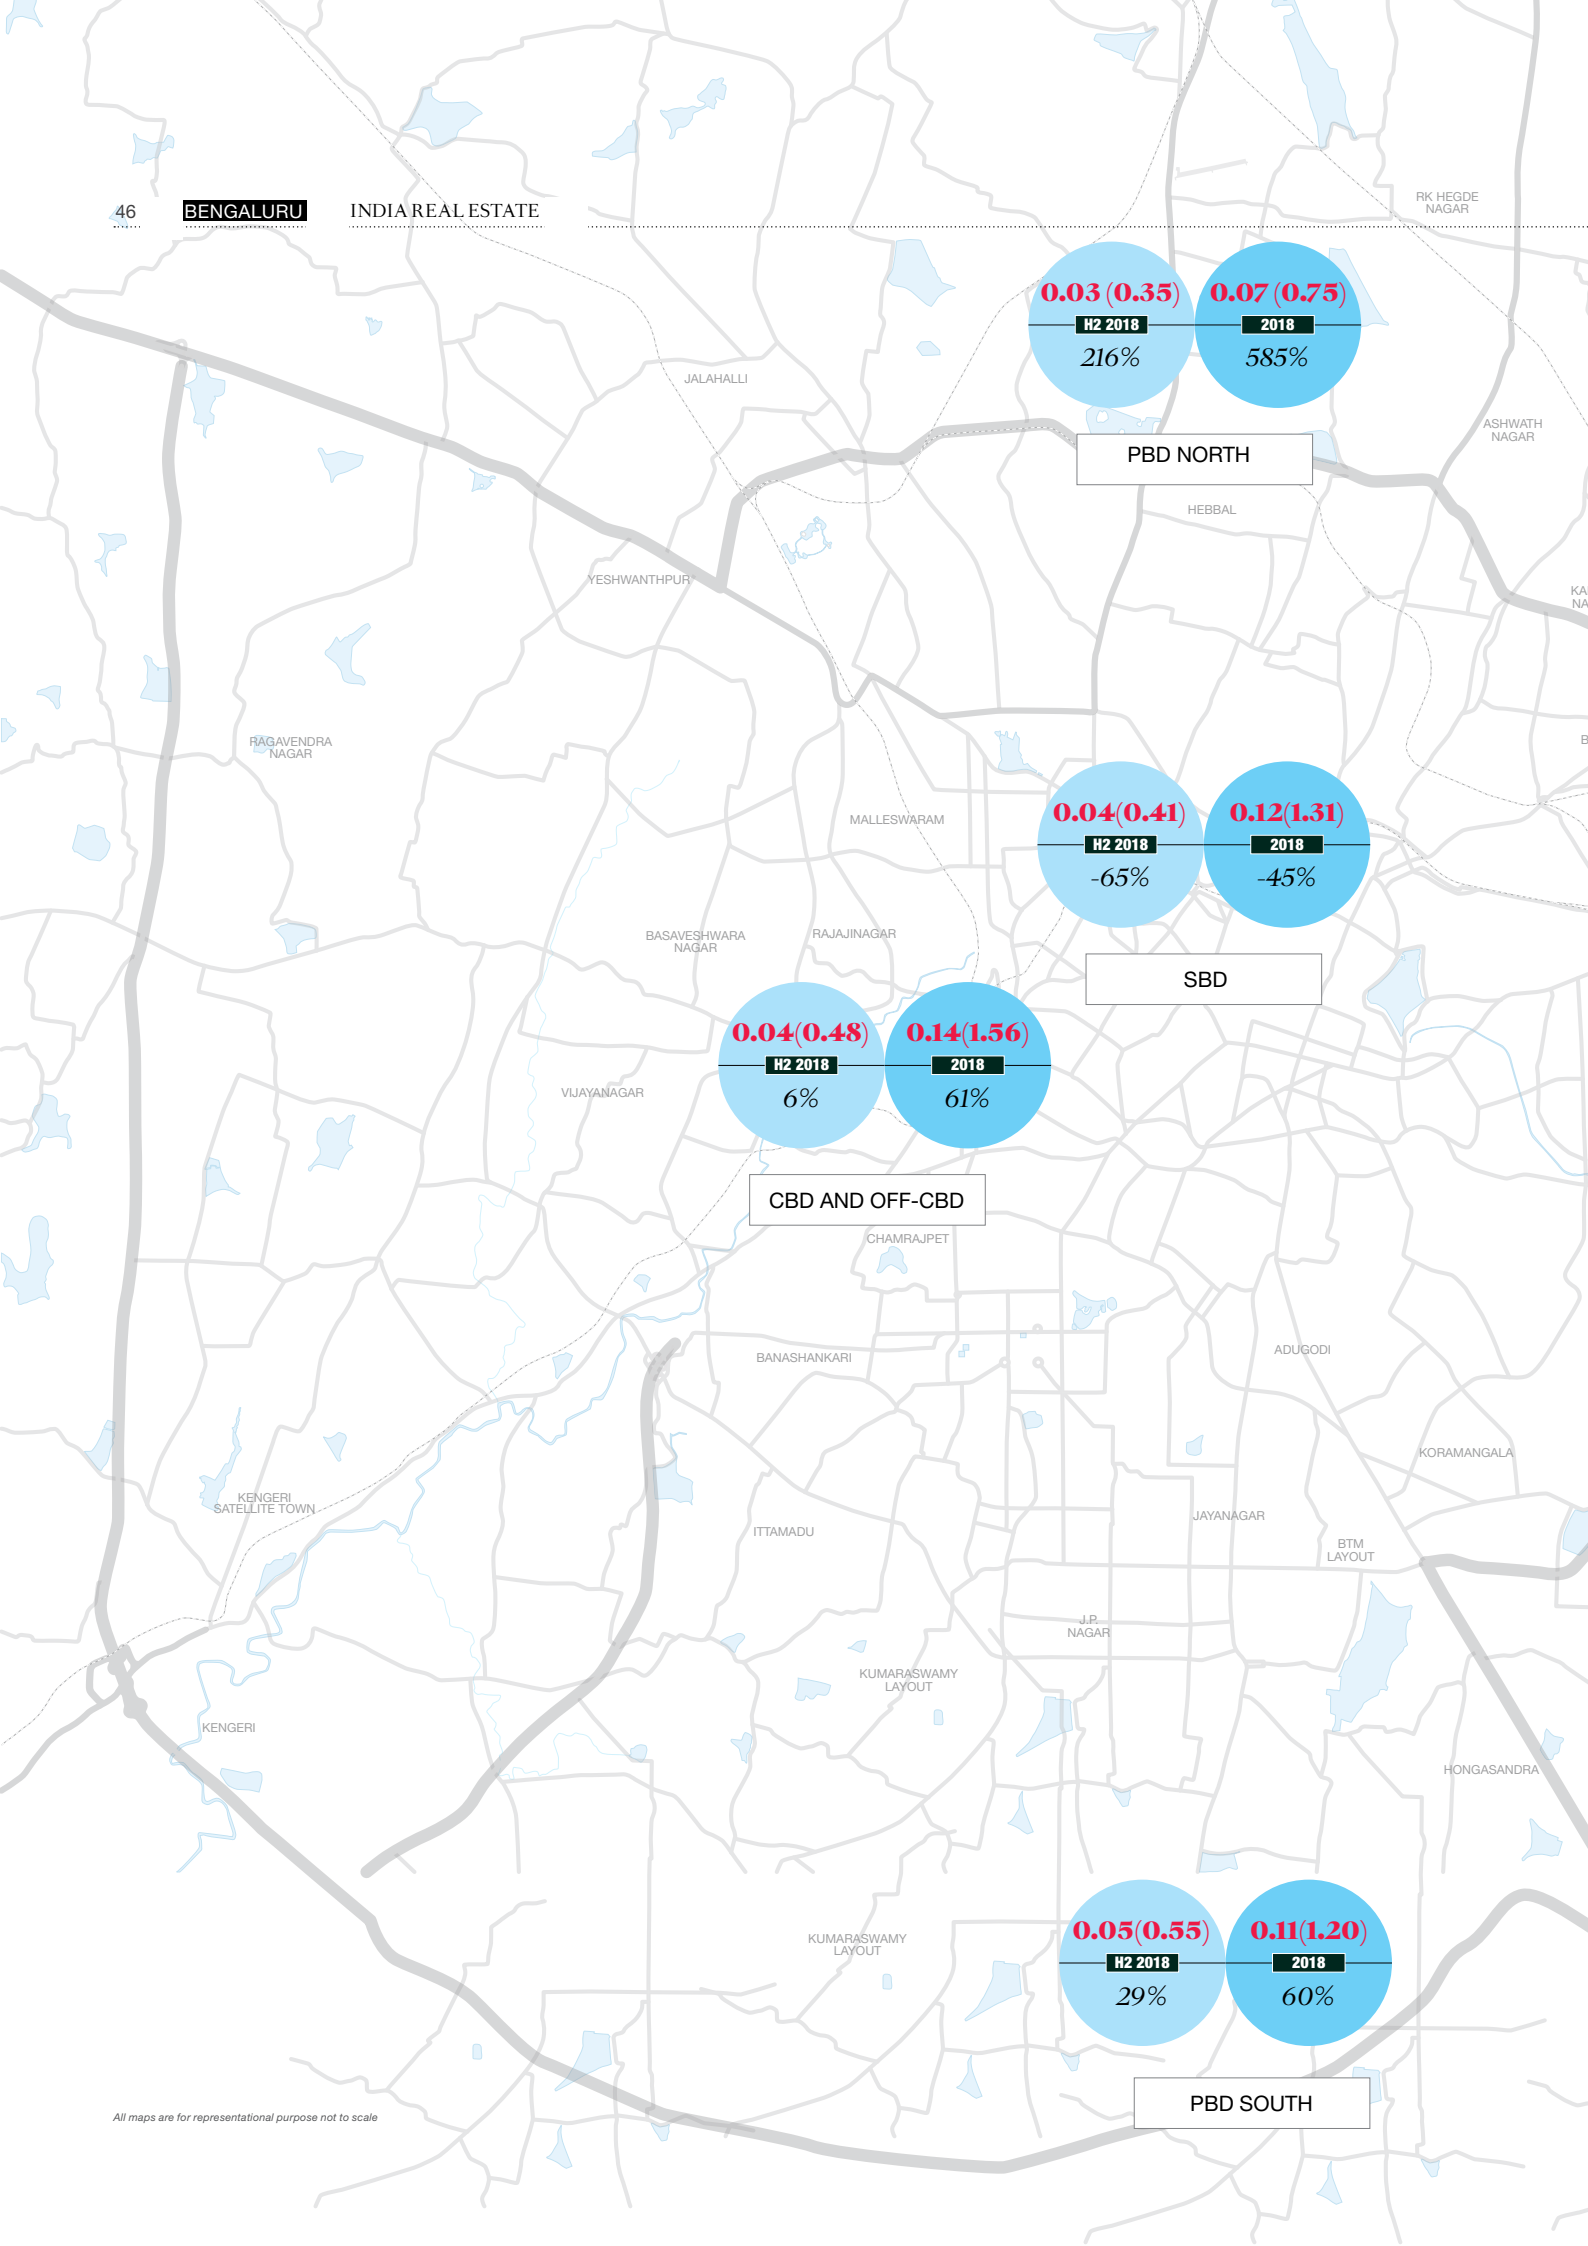 46 BENGALURU INDIA REAL ESTATE
RK HEGDE
NAGAR
0.03 (0.35) 0.07 (0.75)
H2 2018 2018
216% 585%
JALAHALLI
ASHWATH
NAGAR
PBD NORTH
HEBBAL
YESHWANTHPUR
KA
NA
RAGAVENDRA
NAGAR
B
MALLESWARAM
0.04(0.41) 0.12(1.31)
H2 2018 2018
-65% -45%
BASAVESHWARA
NAGAR
RAJAJINAGAR
SBD
0.04(0.48) 0.14(1.56)
H2 2018 2018
6% 61%
VIJAYANAGAR
CBD AND OFF-CBD
CHAMRAJPET
BANASHANKARI
ADUGODI
KORAMANGALA
KENGERI
SATELLITE TOWN
ITTAMADU
JAYANAGAR
BTM
LAYOUT
J.P.
NAGAR
KUMARASWAMY
LAYOUT
KENGERI
HONGASANDRA
KUMARASWAMY
LAYOUT
0.05(0.55) 0.11(1.20)
H2 2018 2018
29% 60%
PBD SOUTH
All maps are for representational purpose not to scale